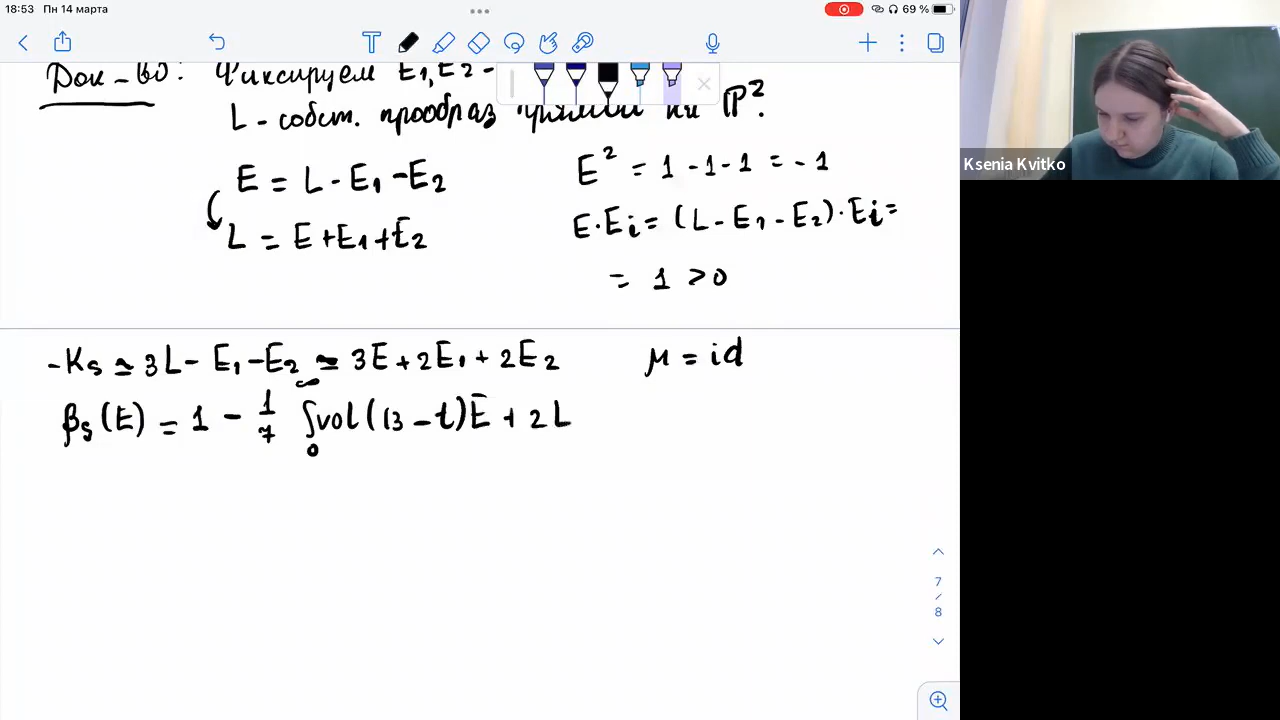 18:53 Пн 14 марта
69 %
Док-во: Фиксируем E₁, E₂ -
L - собст. прообраз прямой на ℙ².
E = L - E₁ - E₂
L = E + E₁ + E₂
E² = 1 - 1 - 1 = -1
E · Eᵢ = (L - E₁ - E₂) · Eᵢ =
= 1 > 0
-Kₛ ≃ 3L - E₁ - E₂ ≃ 3E + 2E₁ + 2E₂
μ = id
βₛ(E) = 1 - 1/7 ∫₀^∞ vol((3 - t)E + 2L
Ksenia Kvitko
7
/
8